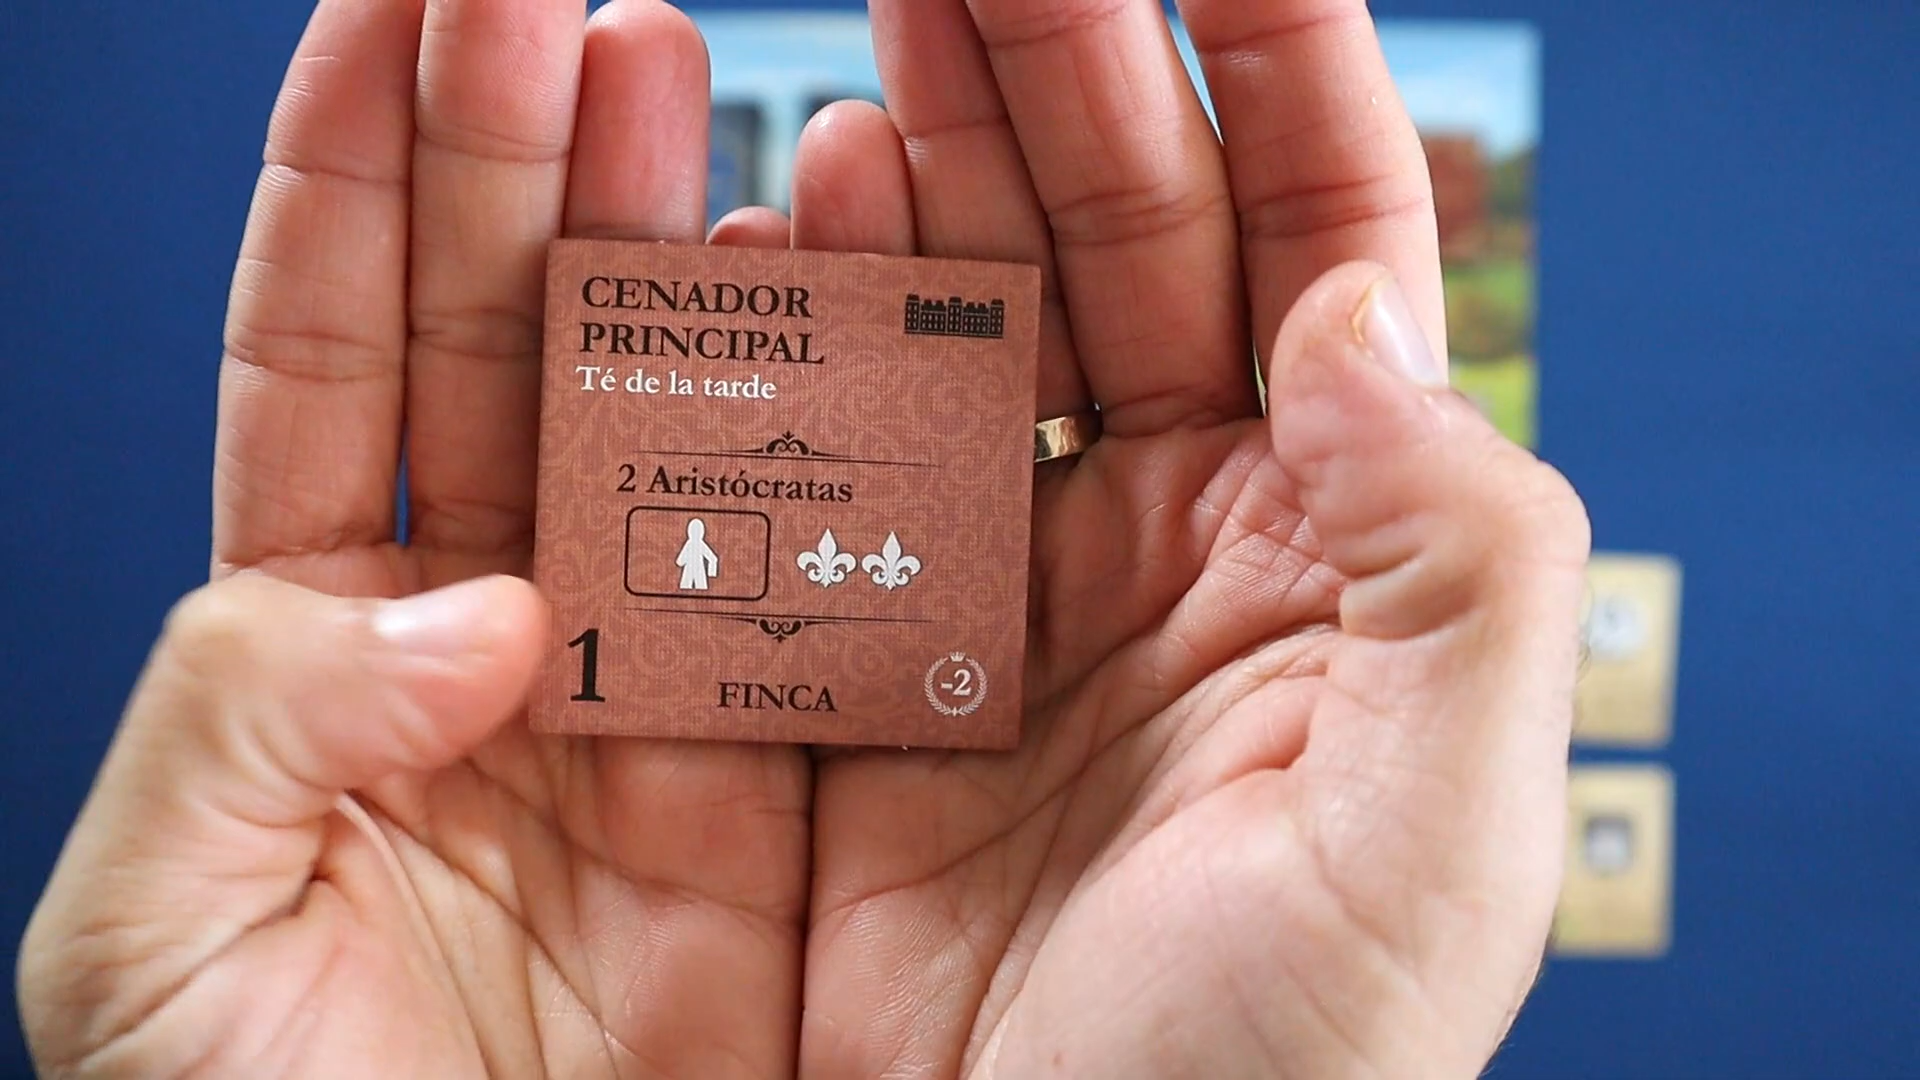 CENADOR
PRINCIPAL
Té de la tarde
2 Aristócratas
1
FINCA
-2